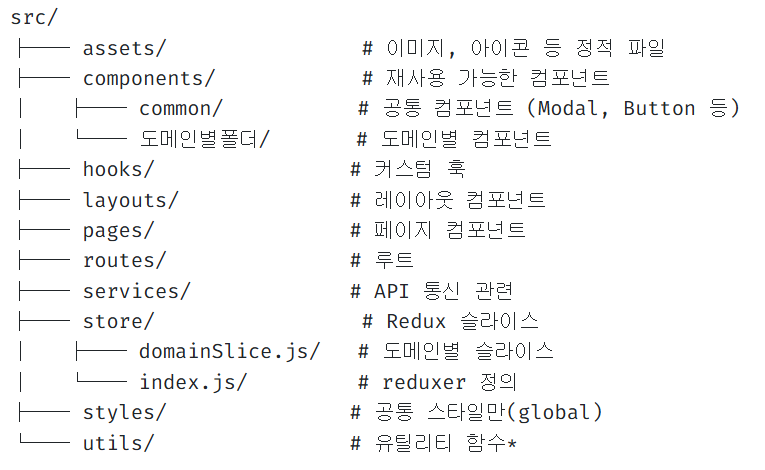 src/
├── assets/ # 이미지, 아이콘 등 정적 파일
├── components/ # 재사용 가능한 컴포넌트
│ ├── common/ # 공통 컴포넌트 (Modal, Button 등)
│ └── 도메인별폴더/ # 도메인별 컴포넌트
├── hooks/ # 커스텀 훅
├── layouts/ # 레이아웃 컴포넌트
├── pages/ # 페이지 컴포넌트
├── routes/ # 루트
├── services/ # API 통신 관련
├── store/ # Redux 슬라이스
│ ├── domainSlice.js/ # 도메인별 슬라이스
│ └── index.js/ # reduxer 정의
├── styles/ # 공통 스타일만(global)
└── utils/ # 유틸리티 함수*